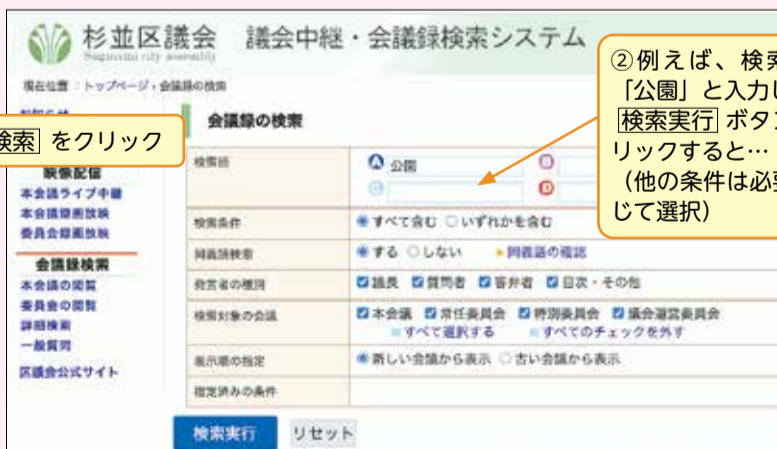 杉並区議会 議会中継・会議録検索システム
Suginami city assembly
現在位置：トップページ・会議録の検索
②例えば、検索
「公園」と入力し
検索実行 ボタン
リックすると…
（他の条件は必要
じて選択）
検索 をクリック
会議録の検索
映像配信
本会議ライブ中継
本会議録画放映
委員会録画放映
会議録検索
本会議の閲覧
委員会の閲覧
詳細検索
一般質問
区議会公式サイト
検索語 A 公園
D
検索条件 すべて含む いずれかを含む
同義語検索 する しない 同義語の確認
発言者の種別 議長 質問者 答弁者 目次・その他
検索対象の会議 本会議 常任委員会 特別委員会 議会運営委員会
すべて選択する すべてのチェックを外す
表示順の指定 新しい会議から表示 古い会議から表示
指定済みの条件
検索実行 リセット